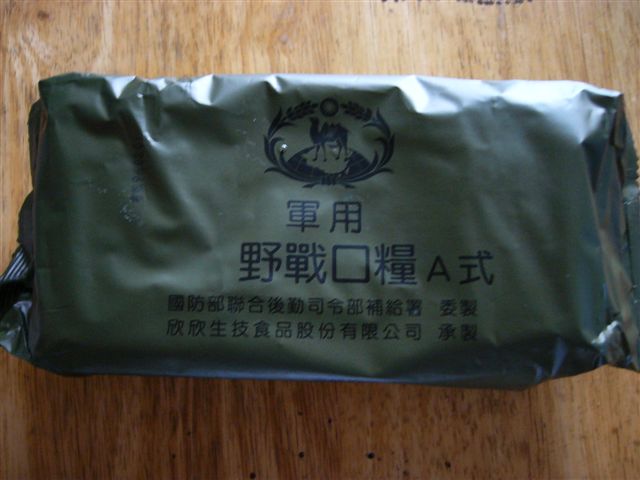 軍用
野戰口糧 A式
國防部聯合後勤司令部補給署 委製
欣欣生技食品股份有限公司 承製